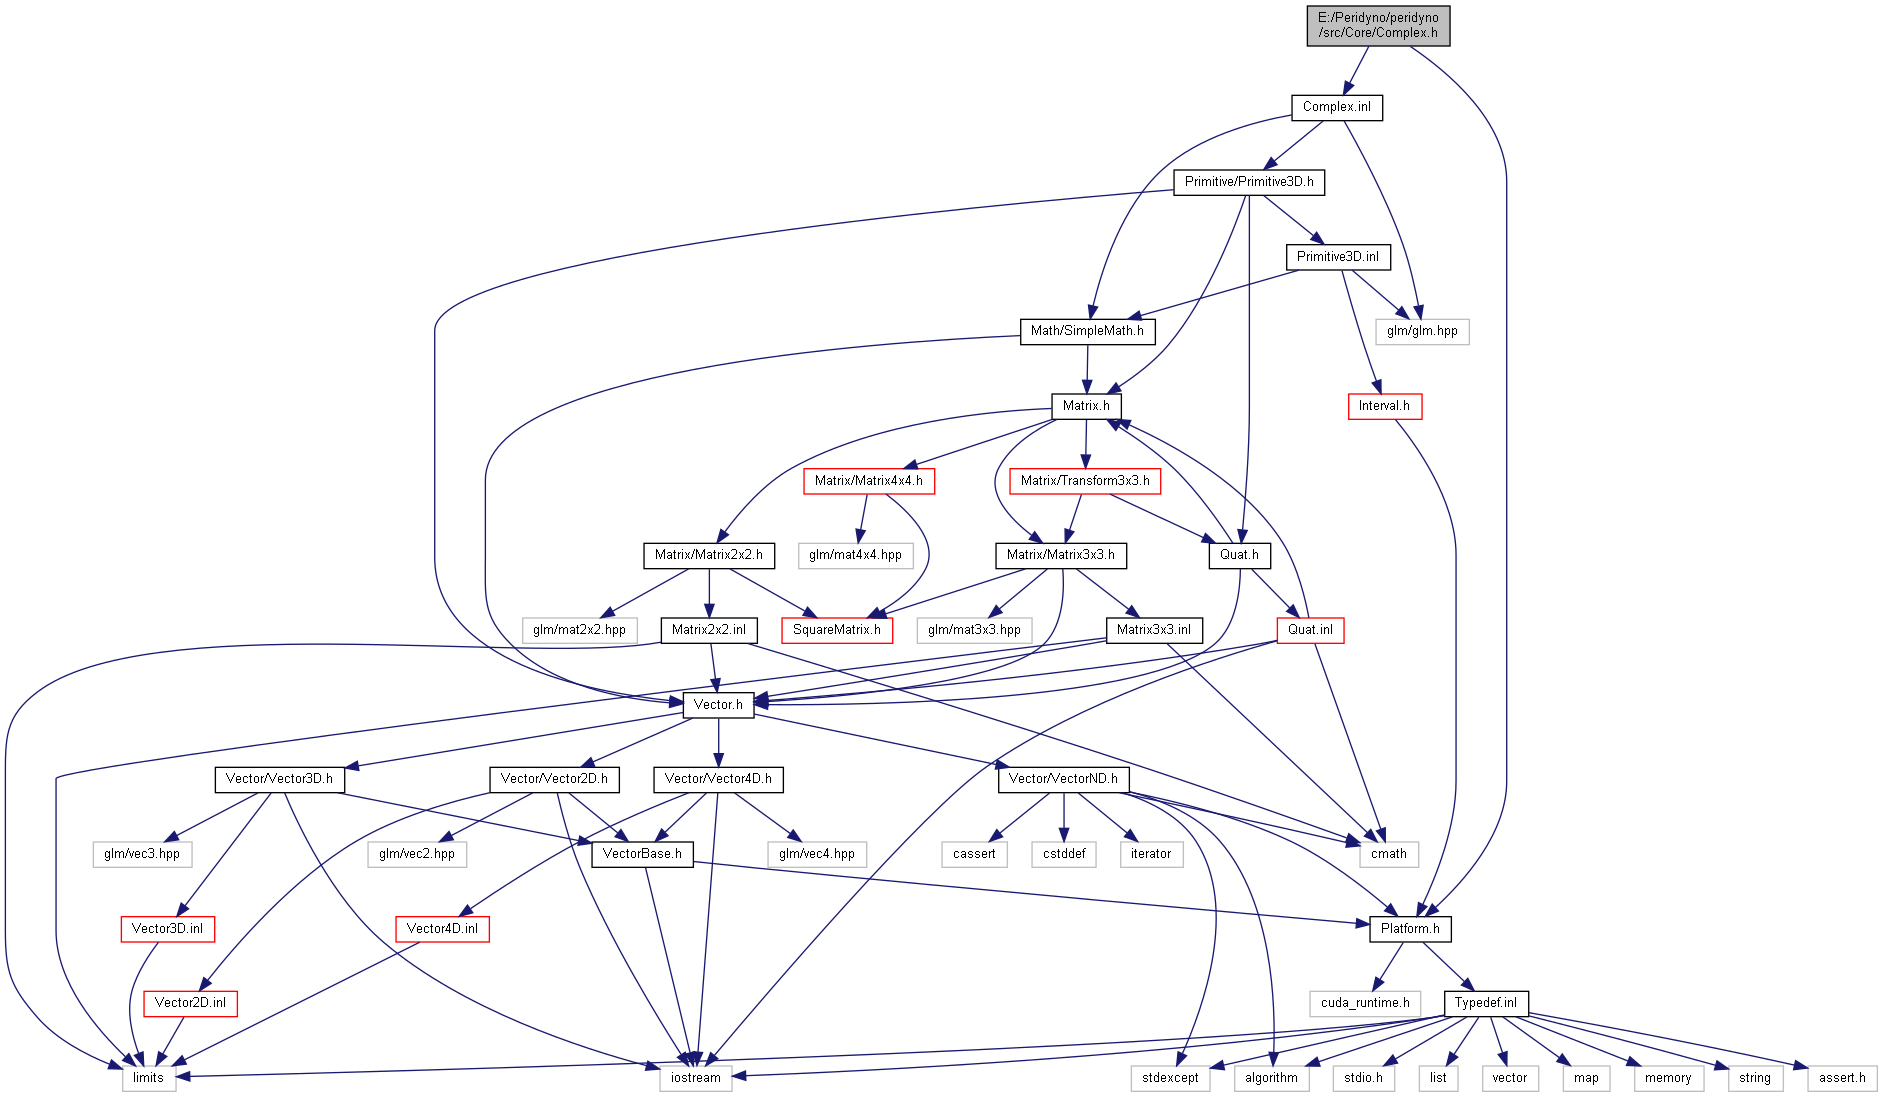 E:/Peridyno/peridyno
/src/Core/Complex.h
Complex.inl
Primitive/Primitive3D.h
Primitive3D.inl
Math/SimpleMath.h
glm/glm.hpp
Matrix.h
Interval.h
Matrix/Matrix4x4.h
Matrix/Transform3x3.h
Matrix/Matrix2x2.h
glm/mat4x4.hpp
Matrix/Matrix3x3.h
Quat.h
glm/mat2x2.hpp
Matrix2x2.inl
SquareMatrix.h
glm/mat3x3.hpp
Matrix3x3.inl
Quat.inl
Vector.h
Vector/Vector3D.h
Vector/Vector2D.h
Vector/Vector4D.h
Vector/VectorND.h
glm/vec3.hpp
glm/vec2.hpp
VectorBase.h
glm/vec4.hpp
cassert
cstddef
iterator
cmath
Vector3D.inl
Vector4D.inl
Platform.h
Vector2D.inl
cuda_runtime.h
Typedef.inl
limits
iostream
stdexcept
algorithm
stdio.h
list
vector
map
memory
string
assert.h